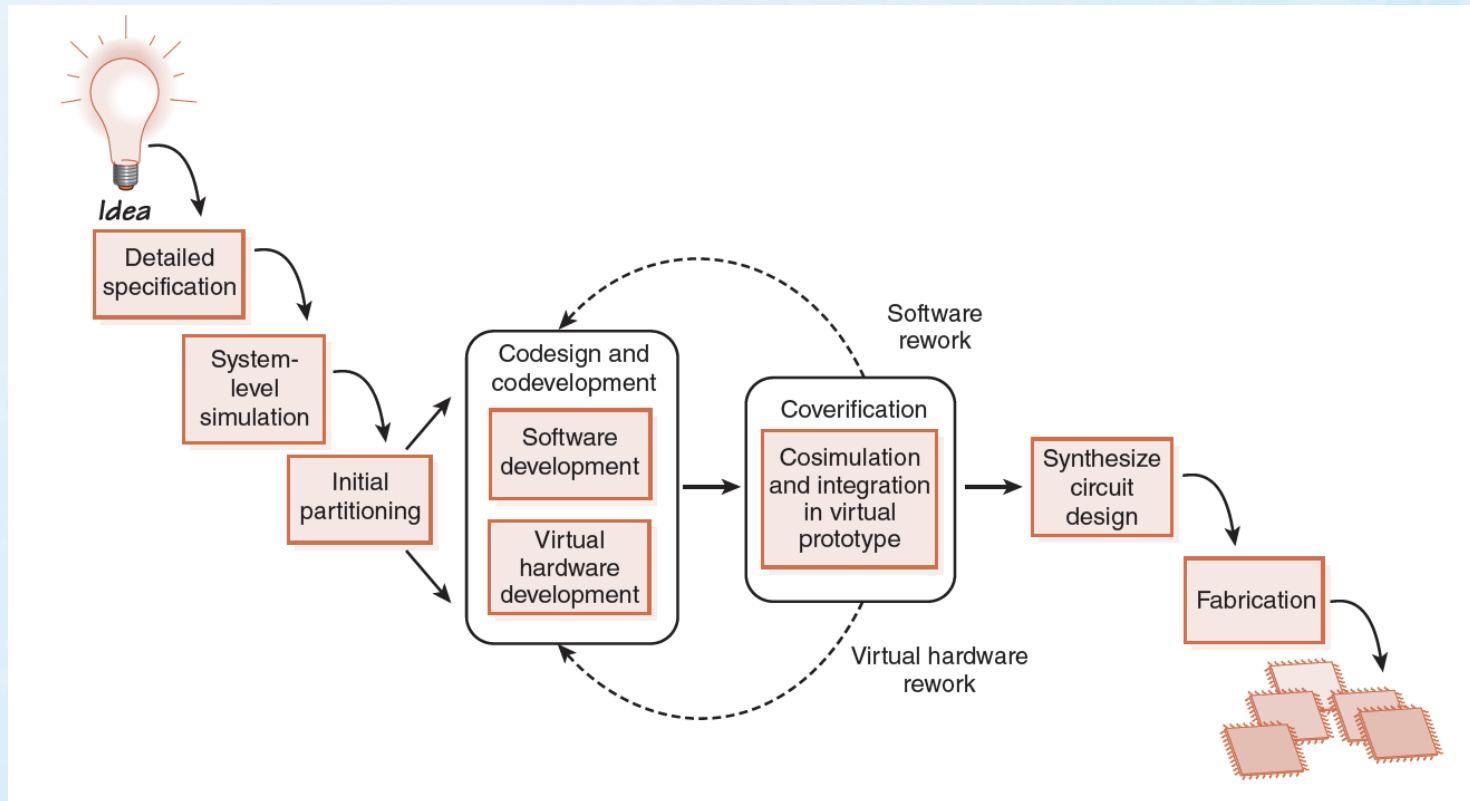 Idea
Detailed
specification
System-
level
simulation
Initial
partitioning
Codesign and
codevelopment
Software
development
Virtual
hardware
development
Software
rework
Coverification
Cosimulation
and integration
in virtual
prototype
Virtual hardware
rework
Synthesize
circuit
design
Fabrication